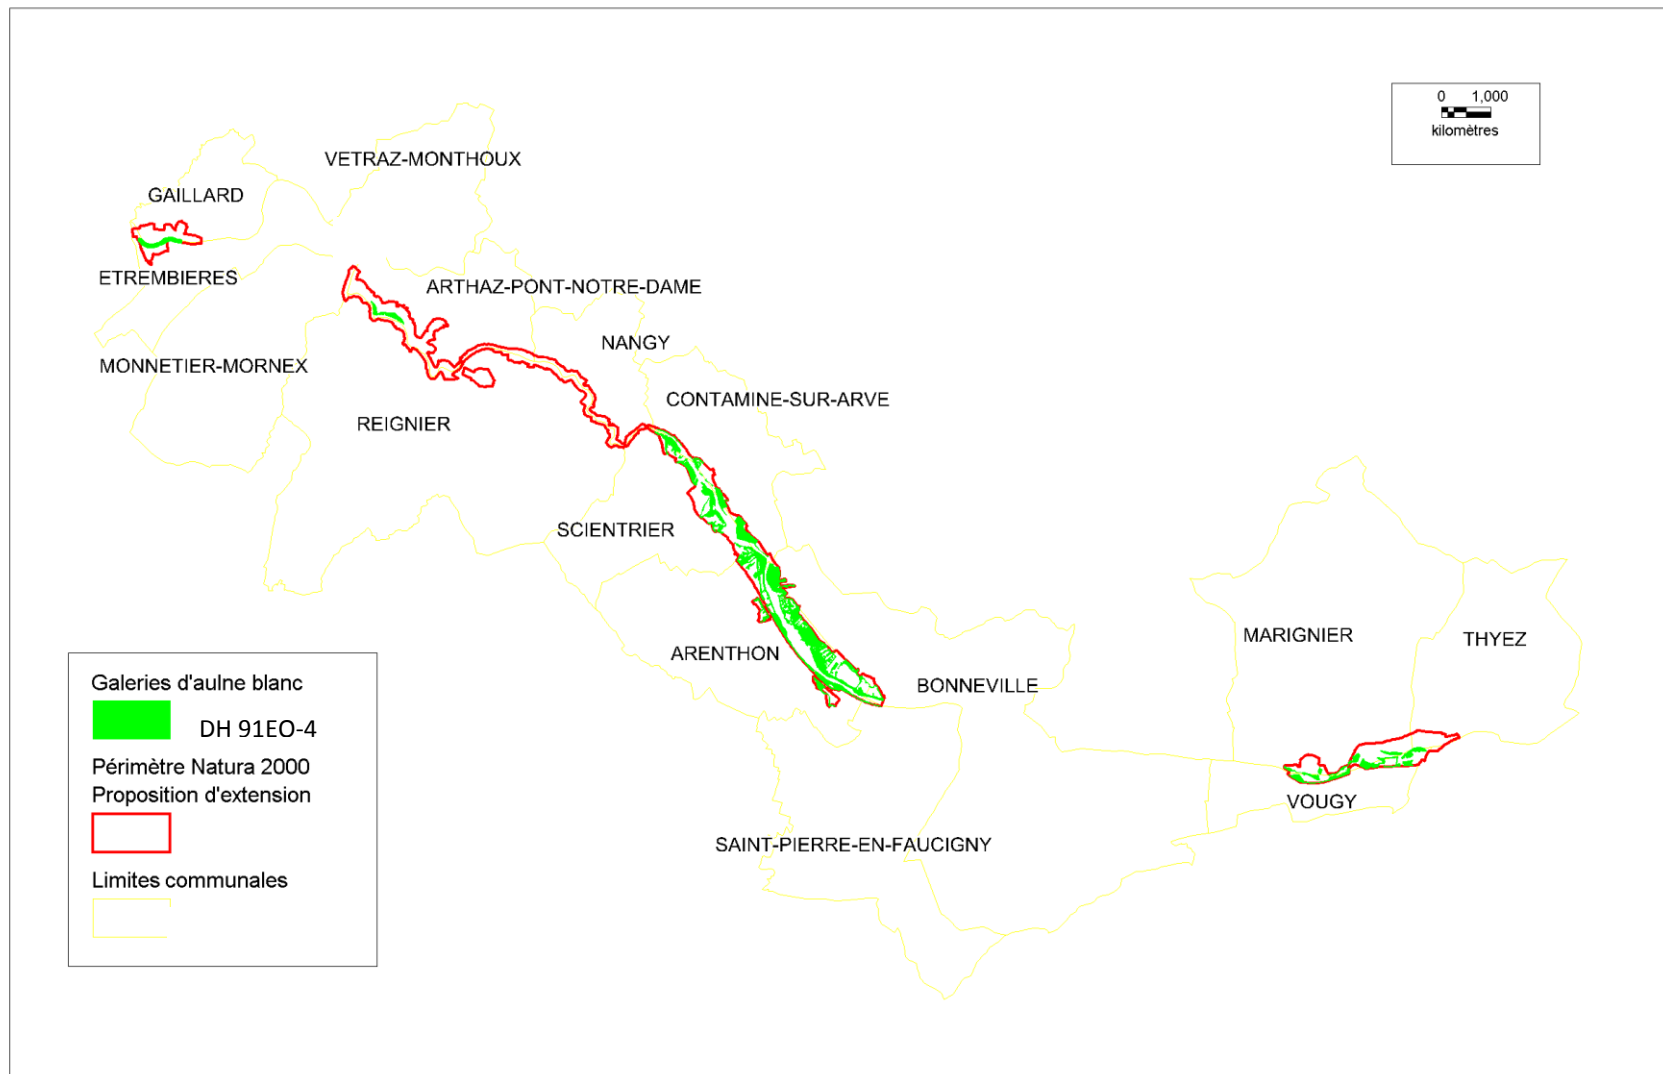 0 1,000
kilomètres
VETRAZ-MONTHOUX
GAILLARD
ETREMBIERES
ARTHAZ-PONT-NOTRE-DAME
NANGY
MONNETIER-MORNEX
CONTAMINE-SUR-ARVE
REIGNIER
SCIENTRIER
MARIGNIER
THYEZ
ARENTHON
BONNEVILLE
VOUGY
SAINT-PIERRE-EN-FAUCIGNY
Galeries d'aulne blanc
DH 91EO-4
Périmètre Natura 2000
Proposition d'extension
Limites communales